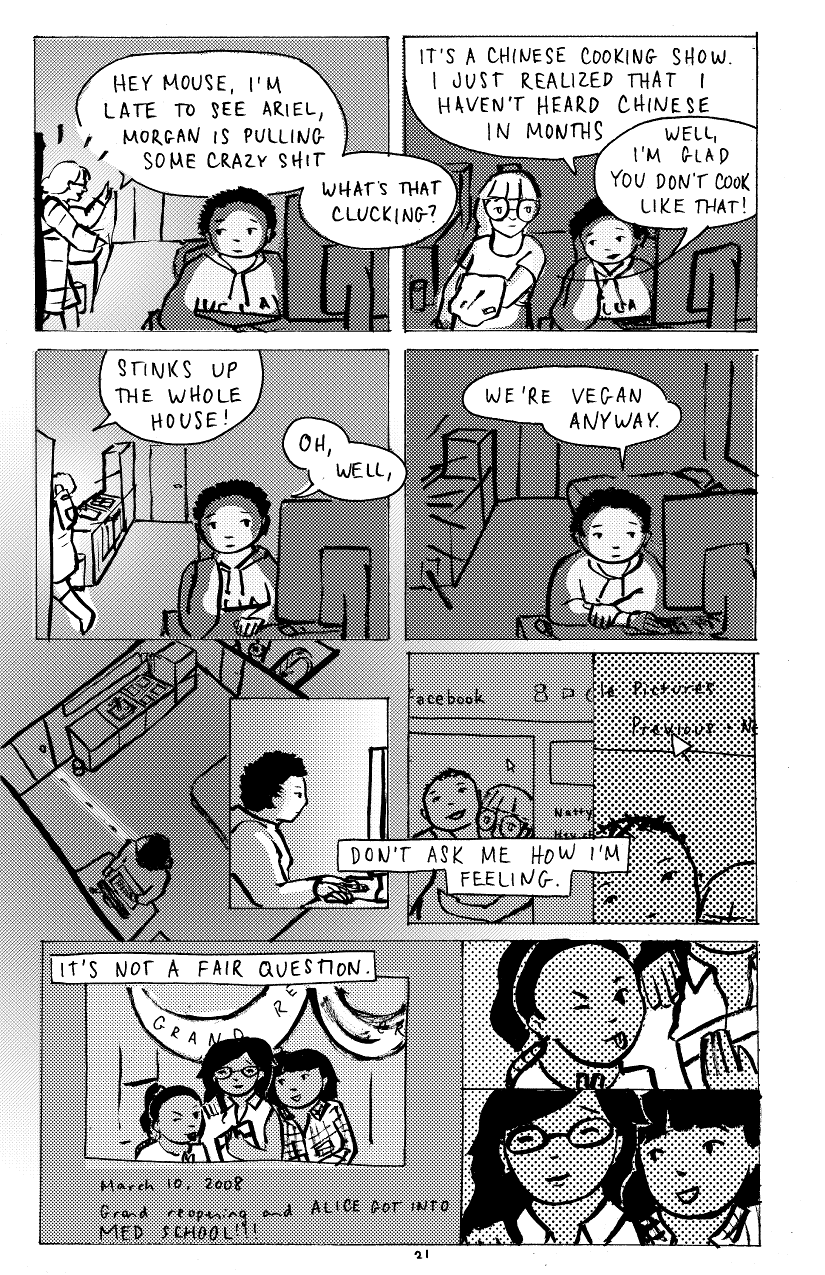 HEY MOUSE, I'M
LATE TO SEE ARIEL,
MORGAN IS PULLING
SOME CRAZY SHIT
WHAT'S THAT
CLUCKING?
IT'S A CHINESE COOKING SHOW.
I JUST REALIZED THAT I
HAVEN'T HEARD CHINESE
IN MONTHS
WELL,
I'M GLAD
YOU DON'T COOK
LIKE THAT!
STINKS UP
THE WHOLE
HOUSE!
OH,
WELL,
WE'RE VEGAN
ANYWAY.
Facebook
Pictures
Previous
Natty
DON'T ASK ME HOW I'M
FEELING.
IT'S NOT A FAIR QUESTION.
GRAND RE
March 10, 2008
Grand reopening and ALICE GOT INTO
MED SCHOOL!!!
21